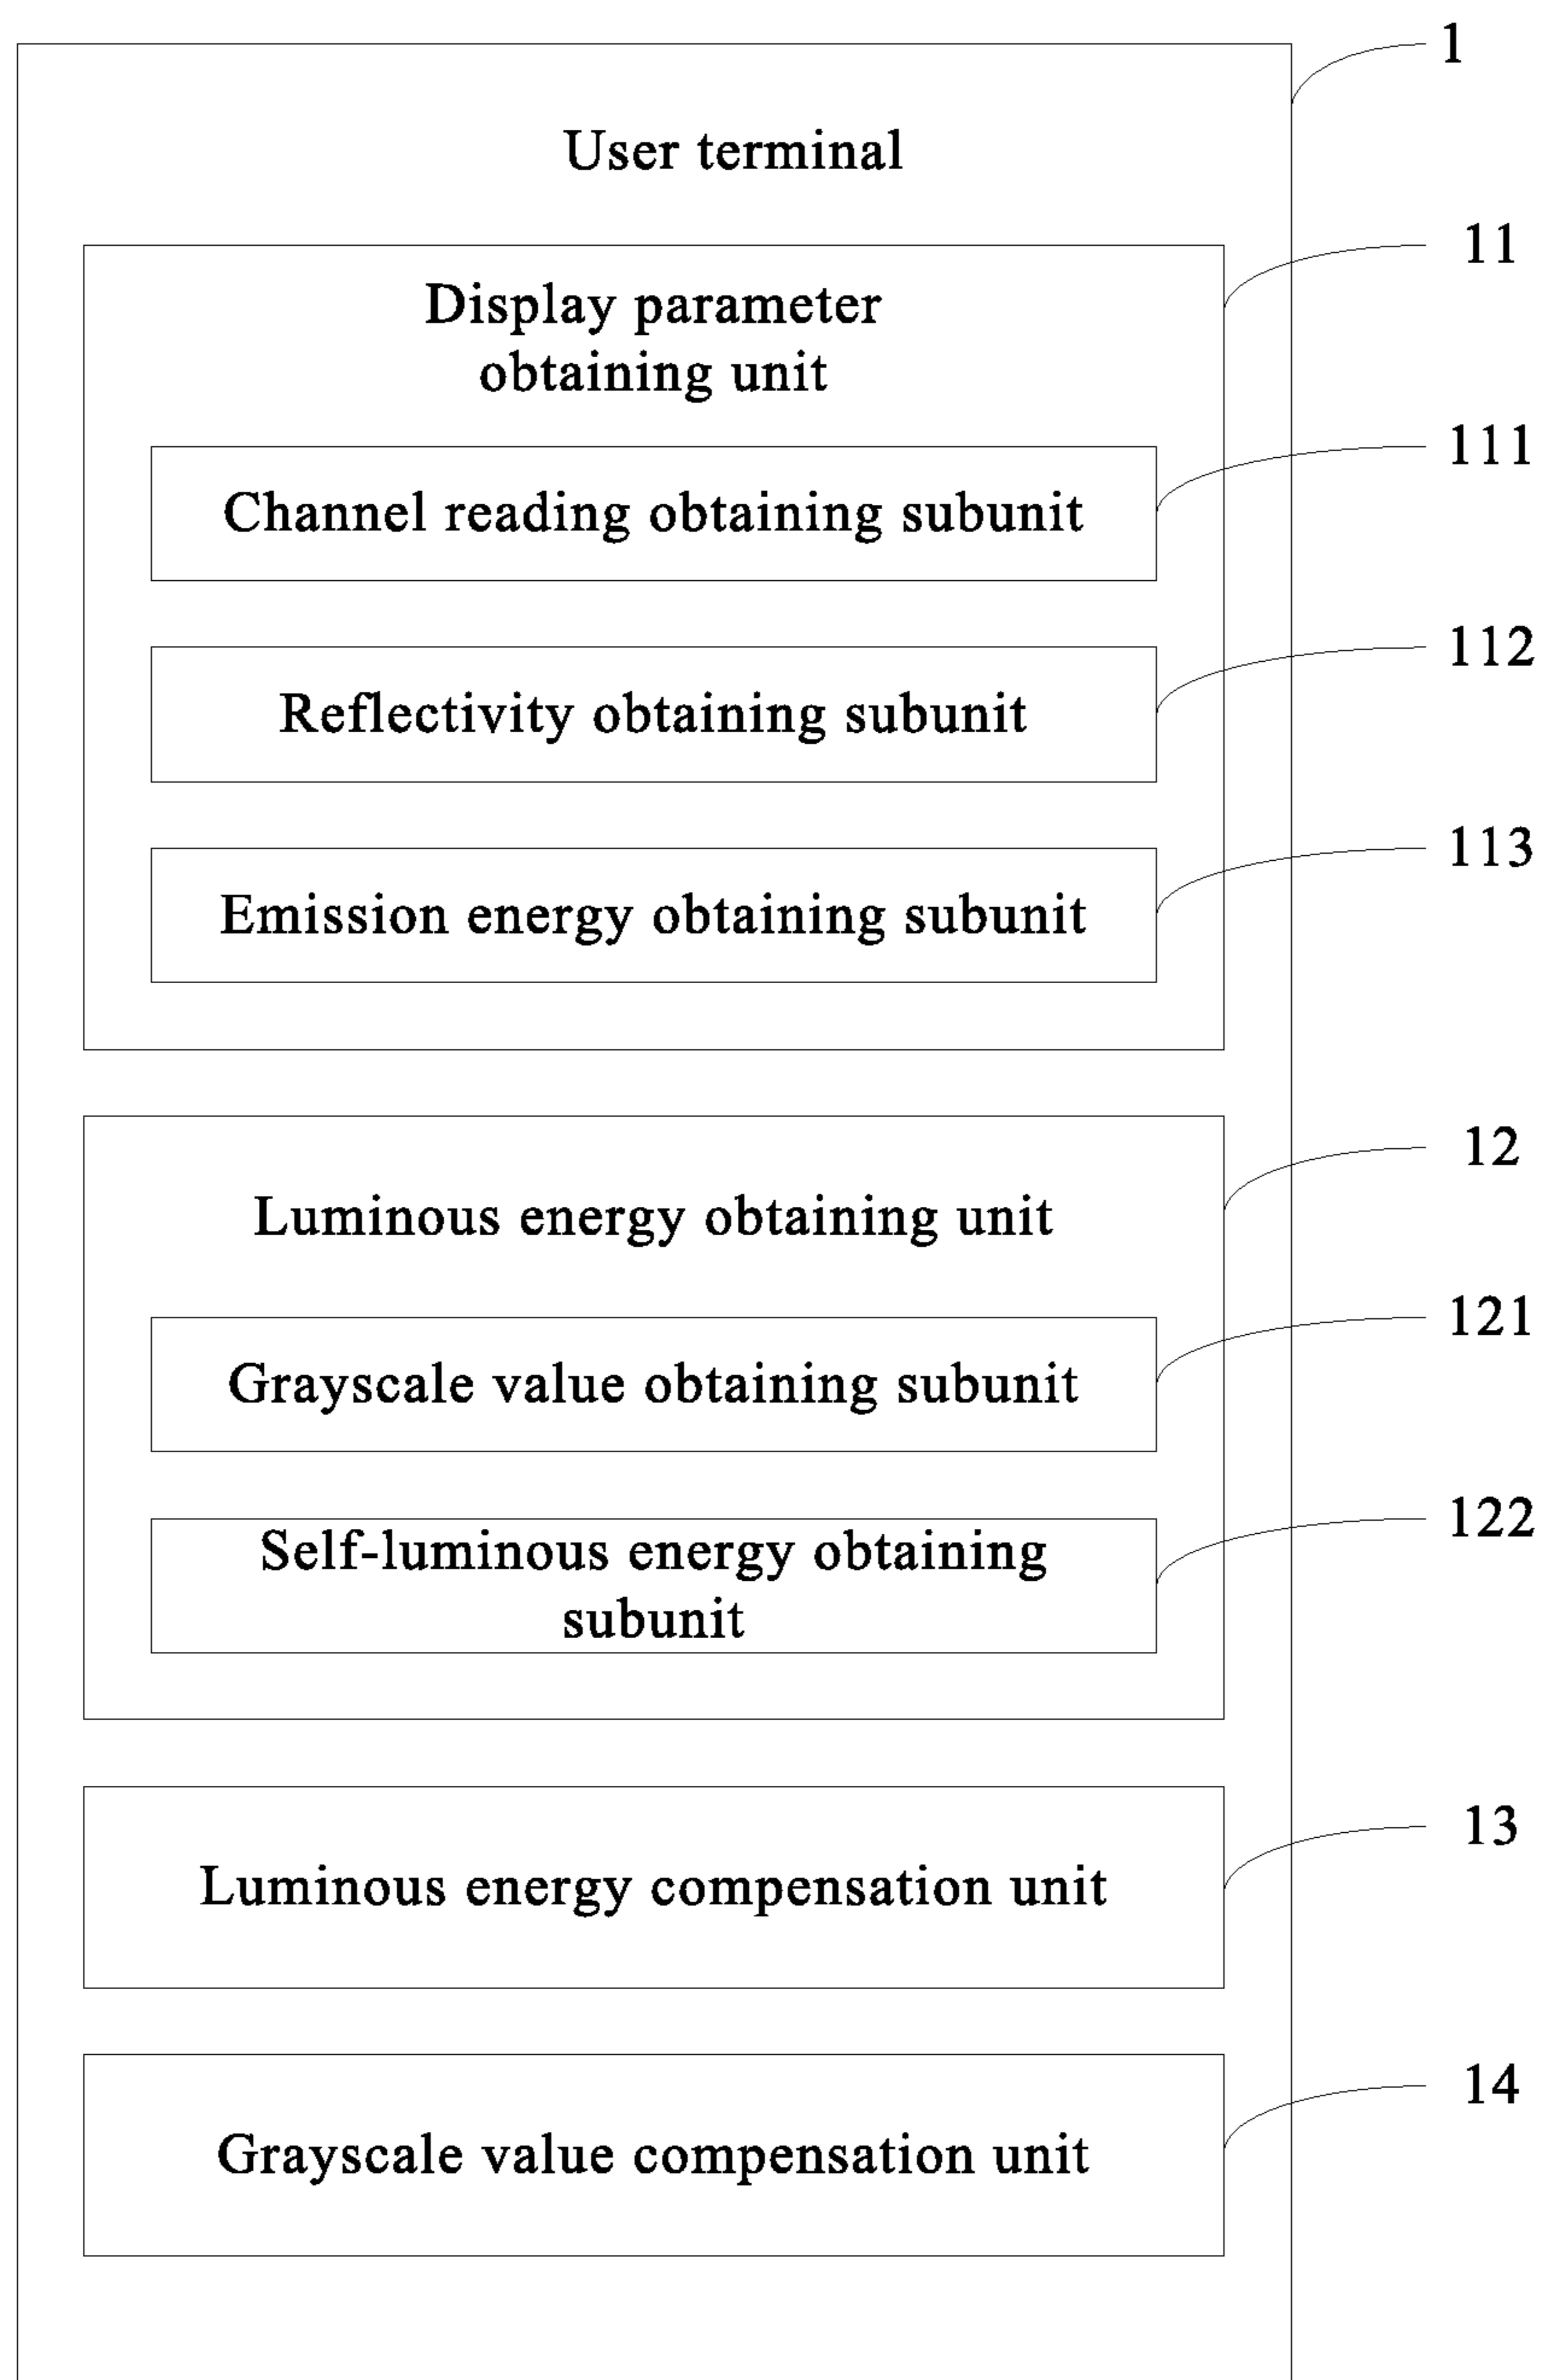 1
User terminal
11
Display parameter
obtaining unit
111
Channel reading obtaining subunit
112
Reflectivity obtaining subunit
113
Emission energy obtaining subunit
12
Luminous energy obtaining unit
121
Grayscale value obtaining subunit
122
Self-luminous energy obtaining
subunit
13
Luminous energy compensation unit
14
Grayscale value compensation unit